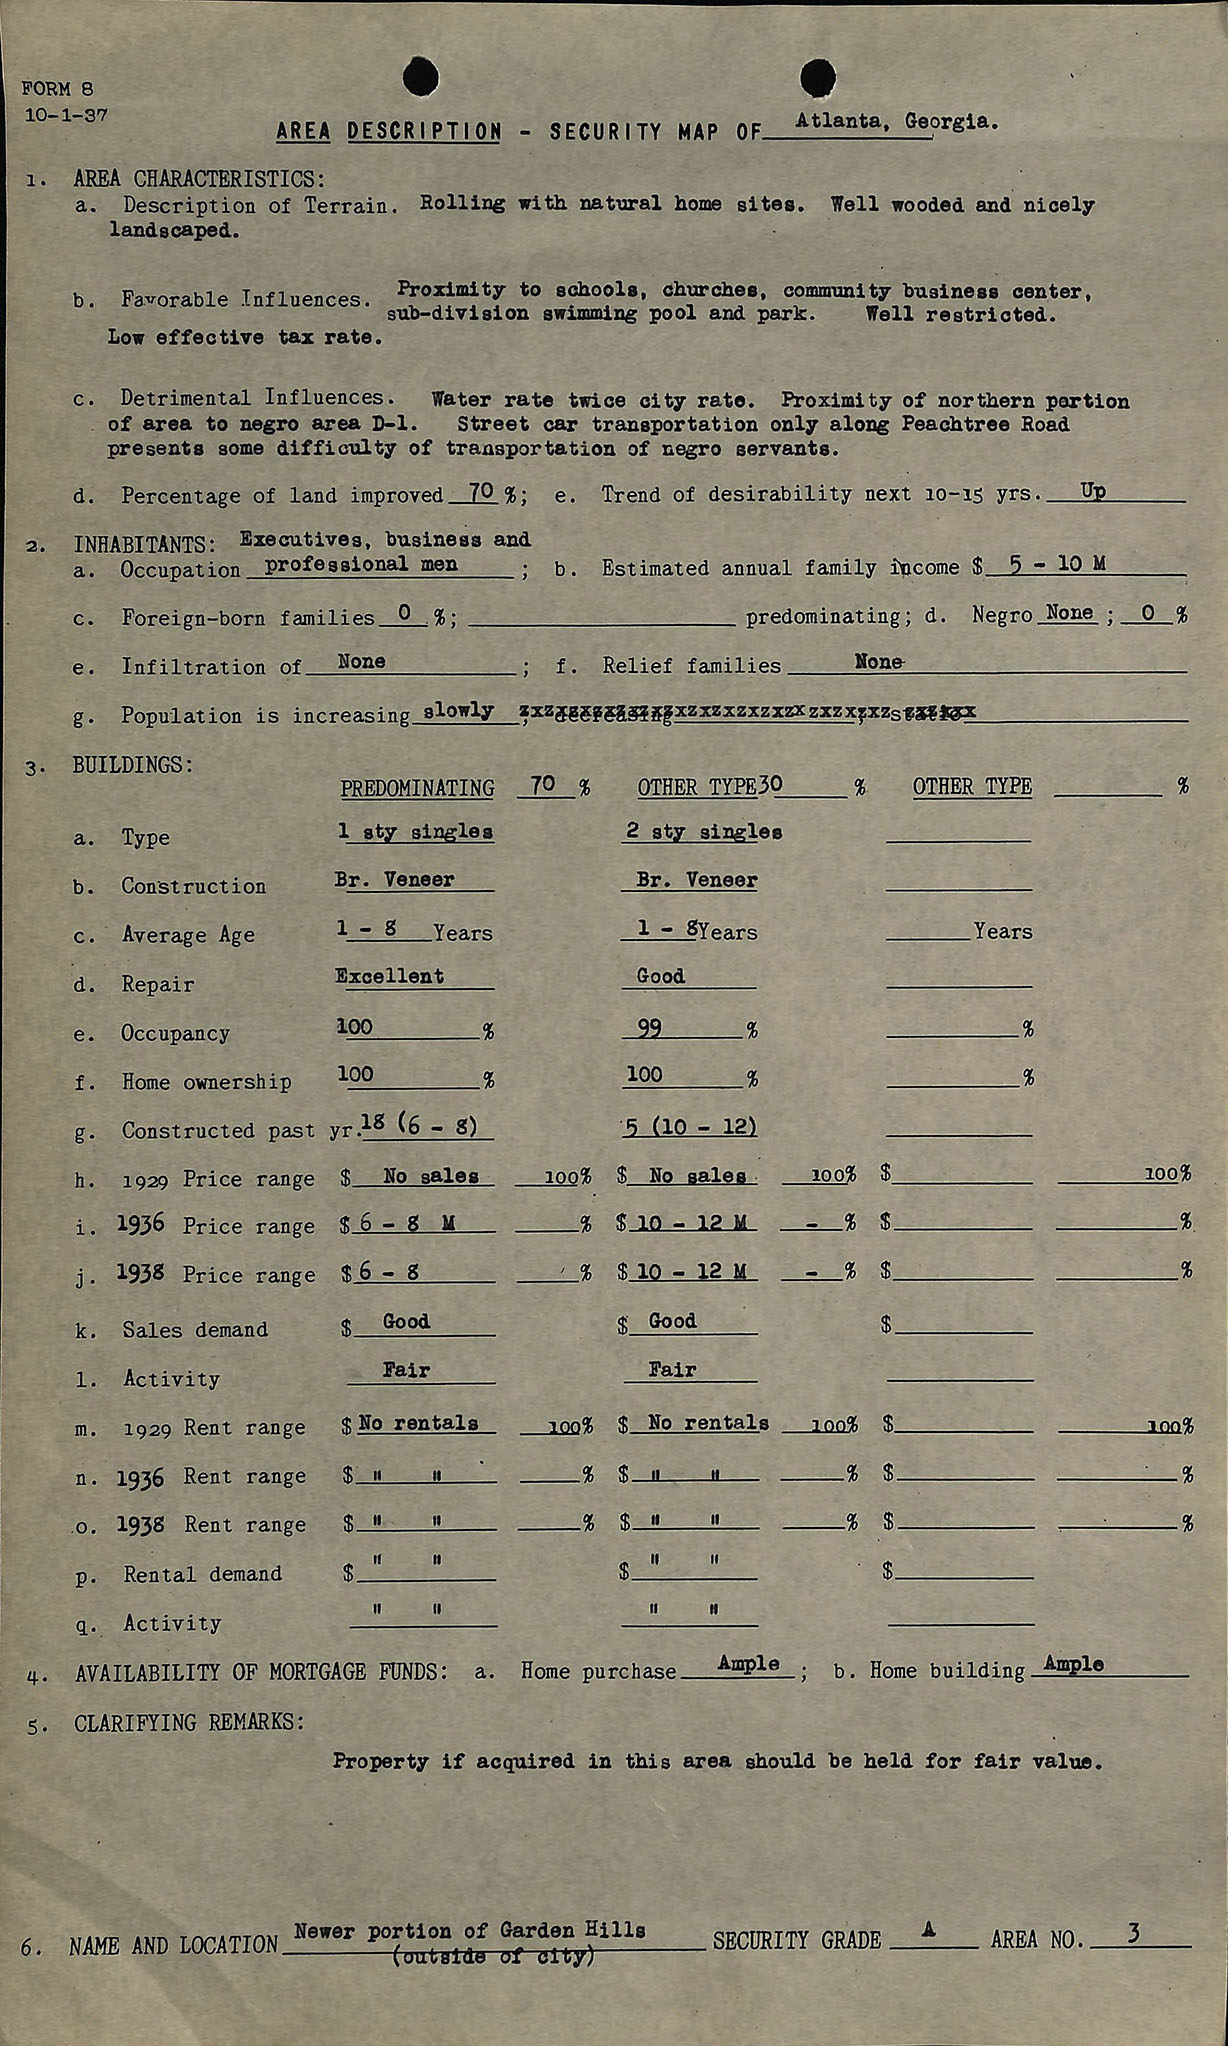 FORM 8
10-1-37
AREA DESCRIPTION - SECURITY MAP OF Atlanta, Georgia.
1. AREA CHARACTERISTICS:
a. Description of Terrain. Rolling with natural home sites. Well wooded and nicely
landscaped.
b. Favorable Influences. Proximity to schools, churches, community business center,
sub-division swimming pool and park. Well restricted.
Low effective tax rate.
c. Detrimental Influences. Water rate twice city rate. Proximity of northern portion
of area to negro area D-1. Street car transportation only along Peachtree Road
presents some difficulty of transportation of negro servants.
d. Percentage of land improved 70 %; e. Trend of desirability next 10-15 yrs. Up
2. INHABITANTS: Executives, business and
a. Occupation professional men ; b. Estimated annual family income $ 5 - 10 M
c. Foreign-born families 0 %; predominating; d. Negro None ; 0 %
e. Infiltration of None ; f. Relief families None
g. Population is increasing slowly ; decreasing ; static
3. BUILDINGS:
PREDOMINATING 70 % OTHER TYPE 30 % OTHER TYPE %
a. Type 1 sty singles 2 sty singles
b. Construction Br. Veneer Br. Veneer
c. Average Age 1 - 8 Years 1 - 8 Years Years
d. Repair Excellent Good
e. Occupancy 100 % 99 % %
f. Home ownership 100 % 100 % %
g. Constructed past yr. 18 (6 - 8) 5 (10 - 12)
h. 1929 Price range $ No sales 100% $ No sales 100% $ 100%
i. 1936 Price range $ 6 - 8 M % $ 10 - 12 M - % $ %
j. 1938 Price range $ 6 - 8 % $ 10 - 12 M - % $ %
k. Sales demand $ Good $ Good $
l. Activity Fair Fair
m. 1929 Rent range $ No rentals 100% $ No rentals 100% $ 100%
n. 1936 Rent range $ " " % $ " " % $ %
o. 1938 Rent range $ " " % $ " " % $ %
p. Rental demand $ " " $ " " $
q. Activity " " " "
4. AVAILABILITY OF MORTGAGE FUNDS: a. Home purchase Ample ; b. Home building Ample
5. CLARIFYING REMARKS:
Property if acquired in this area should be held for fair value.
6. NAME AND LOCATION Newer portion of Garden Hills SECURITY GRADE A AREA NO. 3
(outside of city)